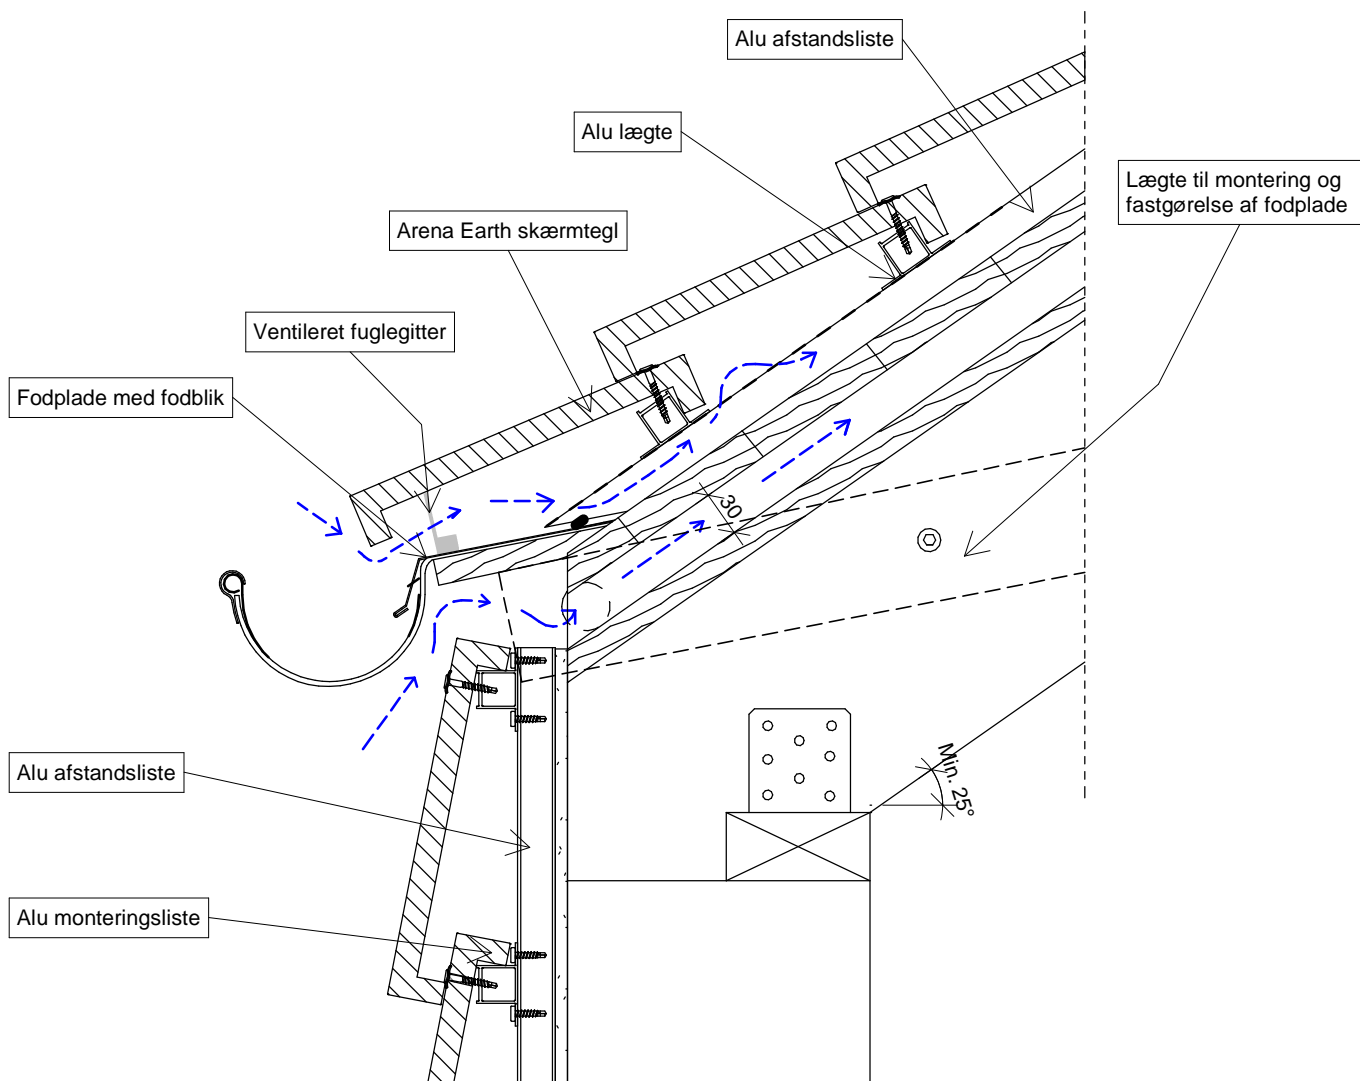 Alu afstandsliste
Alu lægte
Lægte til montering og
fastgørelse af fodplade
Arena Earth skærmtegl
Ventileret fuglegitter
Fodplade med fodblik
30
Alu afstandsliste
Min. 25°
Alu monteringsliste